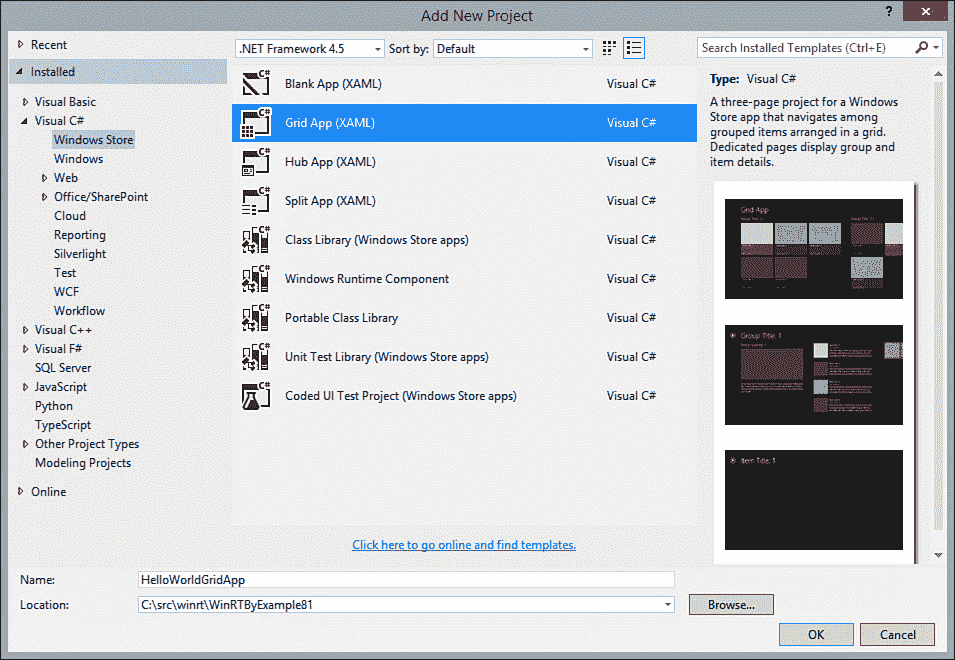 Add New Project
?
Recent
Installed
Visual Basic
Visual C#
Windows Store
Windows
Web
Office/SharePoint
Cloud
Reporting
Silverlight
Test
WCF
Workflow
Visual C++
Visual F#
SQL Server
JavaScript
Python
TypeScript
Other Project Types
Modeling Projects
Online
.NET Framework 4.5 Sort by: Default
C# Blank App (XAML) Visual C#
C# Grid App (XAML) Visual C#
C# Hub App (XAML) Visual C#
C# Split App (XAML) Visual C#
C# Class Library (Windows Store apps) Visual C#
C# Windows Runtime Component Visual C#
C# Portable Class Library Visual C#
C# Unit Test Library (Windows Store apps) Visual C#
C# Coded UI Test Project (Windows Store apps) Visual C#
Click here to go online and find templates.
Search Installed Templates (Ctrl+E)
Type: Visual C#
A three-page project for a Windows
Store app that navigates among
grouped items arranged in a grid.
Dedicated pages display group and
item details.
Grid App
Group Title: 1
Item Title: 1
Name: HelloWorldGridApp
Location: C:\src\winrt\WinRTByExample81
Browse...
OK Cancel